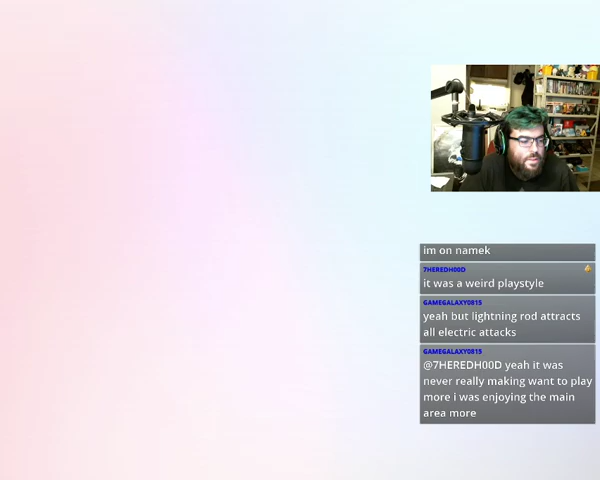 im on namek
7HEREDH00D
it was a weird playstyle
GAMEGALAXY0815
yeah but lightning rod attracts
all electric attacks
GAMEGALAXY0815
@7HEREDH00D yeah it was
never really making want to play
more i was enjoying the main
area more